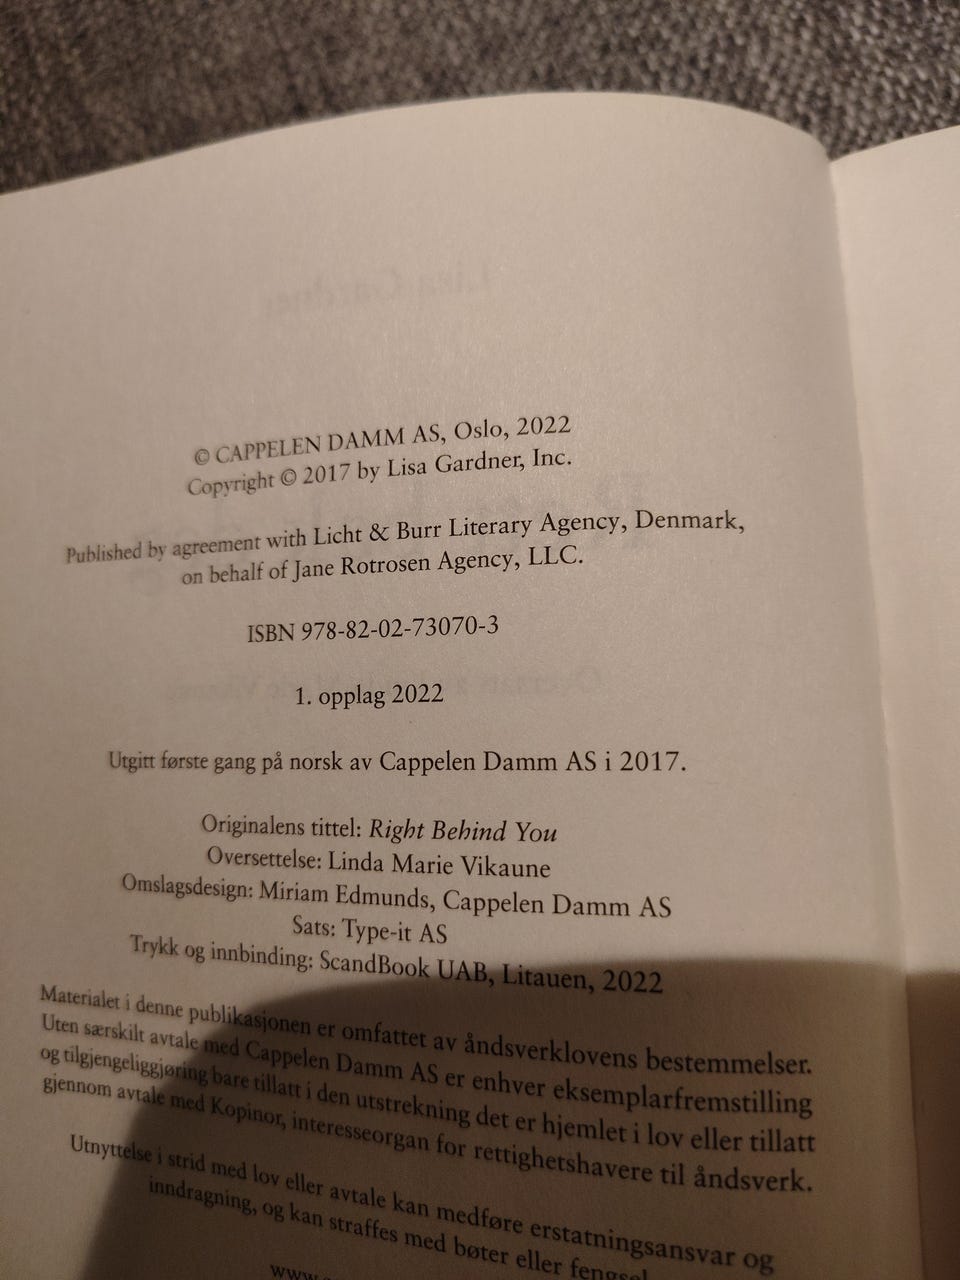 © CAPPELEN DAMM AS, Oslo, 2022
Copyright © 2017 by Lisa Gardner, Inc.
Published by agreement with Licht & Burr Literary Agency, Denmark,
on behalf of Jane Rotrosen Agency, LLC.
ISBN 978-82-02-73070-3
1. opplag 2022
Utgitt første gang på norsk av Cappelen Damm AS i 2017.
Originalens tittel: Right Behind You
Oversettelse: Linda Marie Vikaune
Omslagsdesign: Miriam Edmunds, Cappelen Damm AS
Sats: Type-it AS
Trykk og innbinding: ScandBook UAB, Litauen, 2022
Materialet i denne publikasjonen er omfattet av åndsverklovens bestemmelser.
Uten særskilt avtale med Cappelen Damm AS er enhver eksemplarfremstilling
og tilgjengeliggjøring bare tillatt i den utstrekning det er hjemlet i lov eller tillatt
gjennom avtale med Kopinor, interesseorgan for rettighetshavere til åndsverk.
Utnyttelse i strid med lov eller avtale kan medføre erstatningsansvar og
inndragning, og kan straffes med bøter eller fengsel